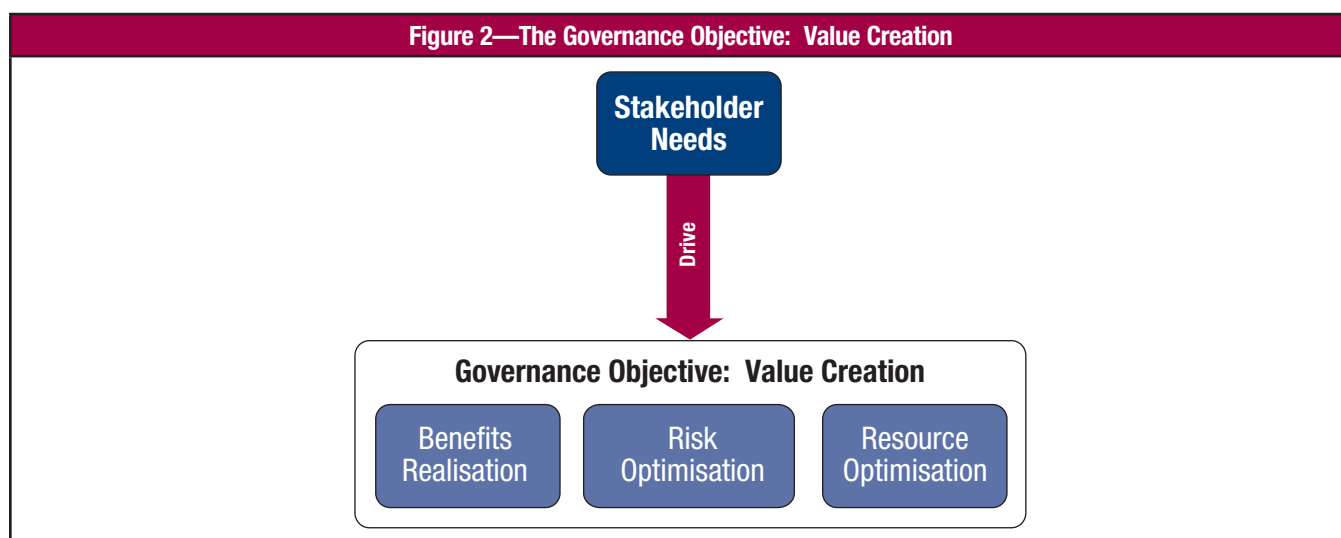 Figure 2—The Governance Objective: Value Creation
Stakeholder
Needs
Drive
Governance Objective: Value Creation
Benefits
Realisation
Risk
Optimisation
Resource
Optimisation